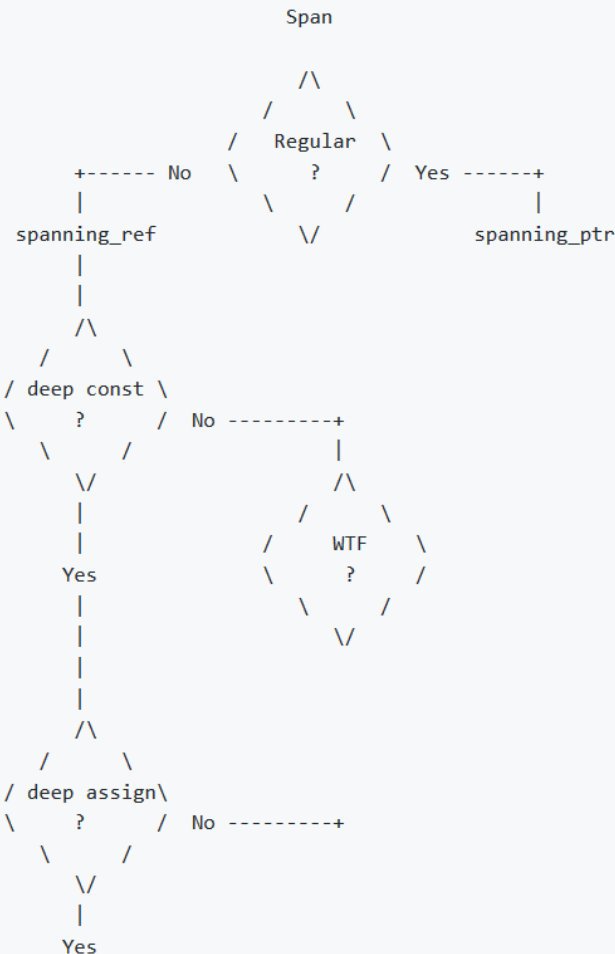 Span
Regular
No ? Yes
spanning_ref spanning_ptr
deep const
? No
WTF
Yes ?
deep assign
? No
Yes